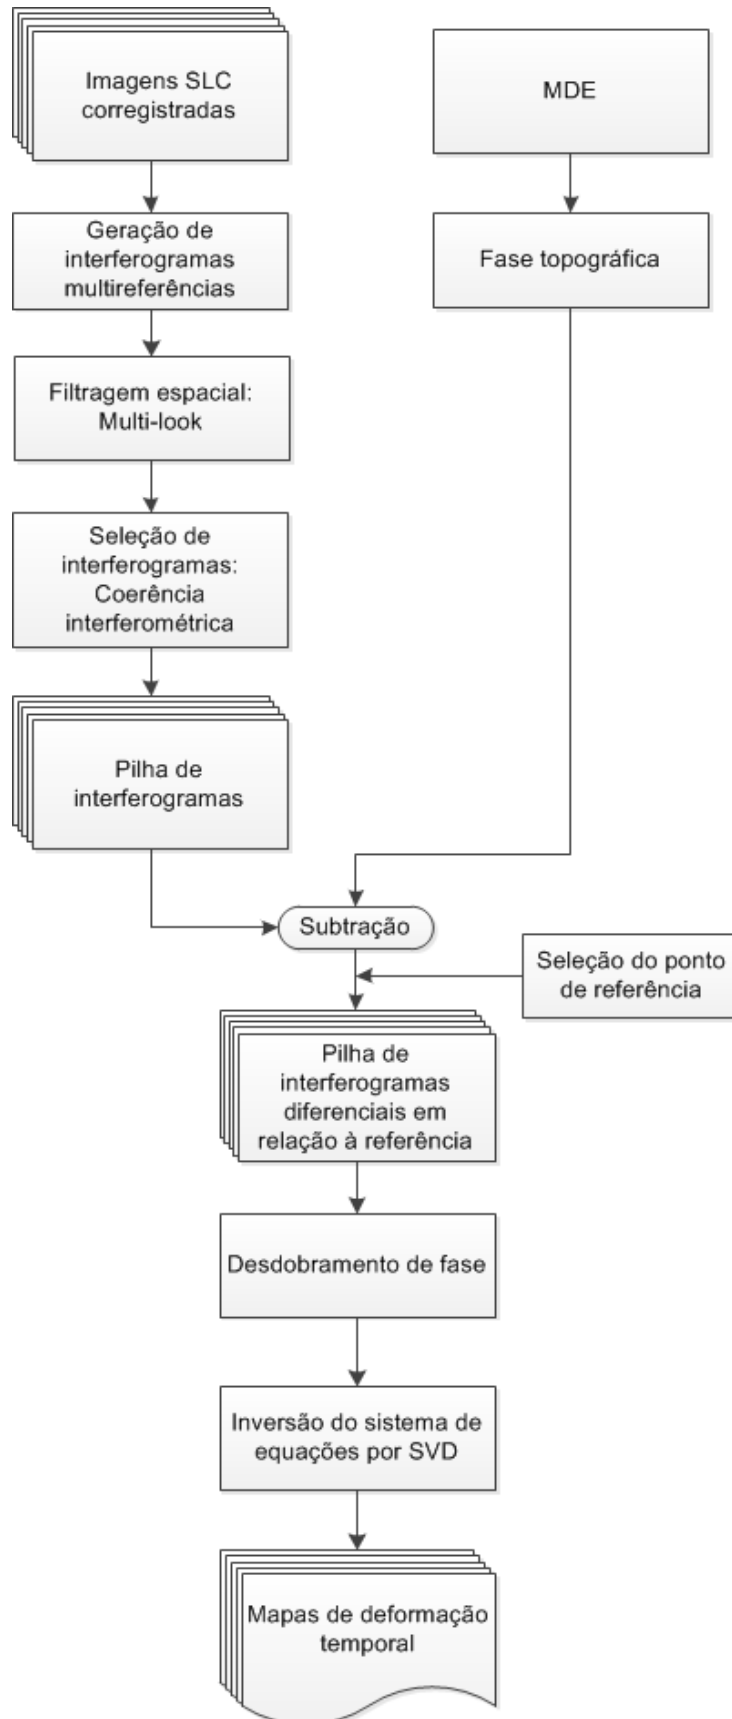 Imagens SLC
corregistradas
MDE
Geração de
interferogramas
multireferências
Fase topográfica
Filtragem espacial:
Multi-look
Seleção de
interferogramas:
Coerência
interferométrica
Pilha de
interferogramas
Subtração
Seleção do ponto
de referência
Pilha de
interferogramas
diferenciais em
relação à referência
Desdobramento de fase
Inversão do sistema de
equações por SVD
Mapas de deformação
temporal